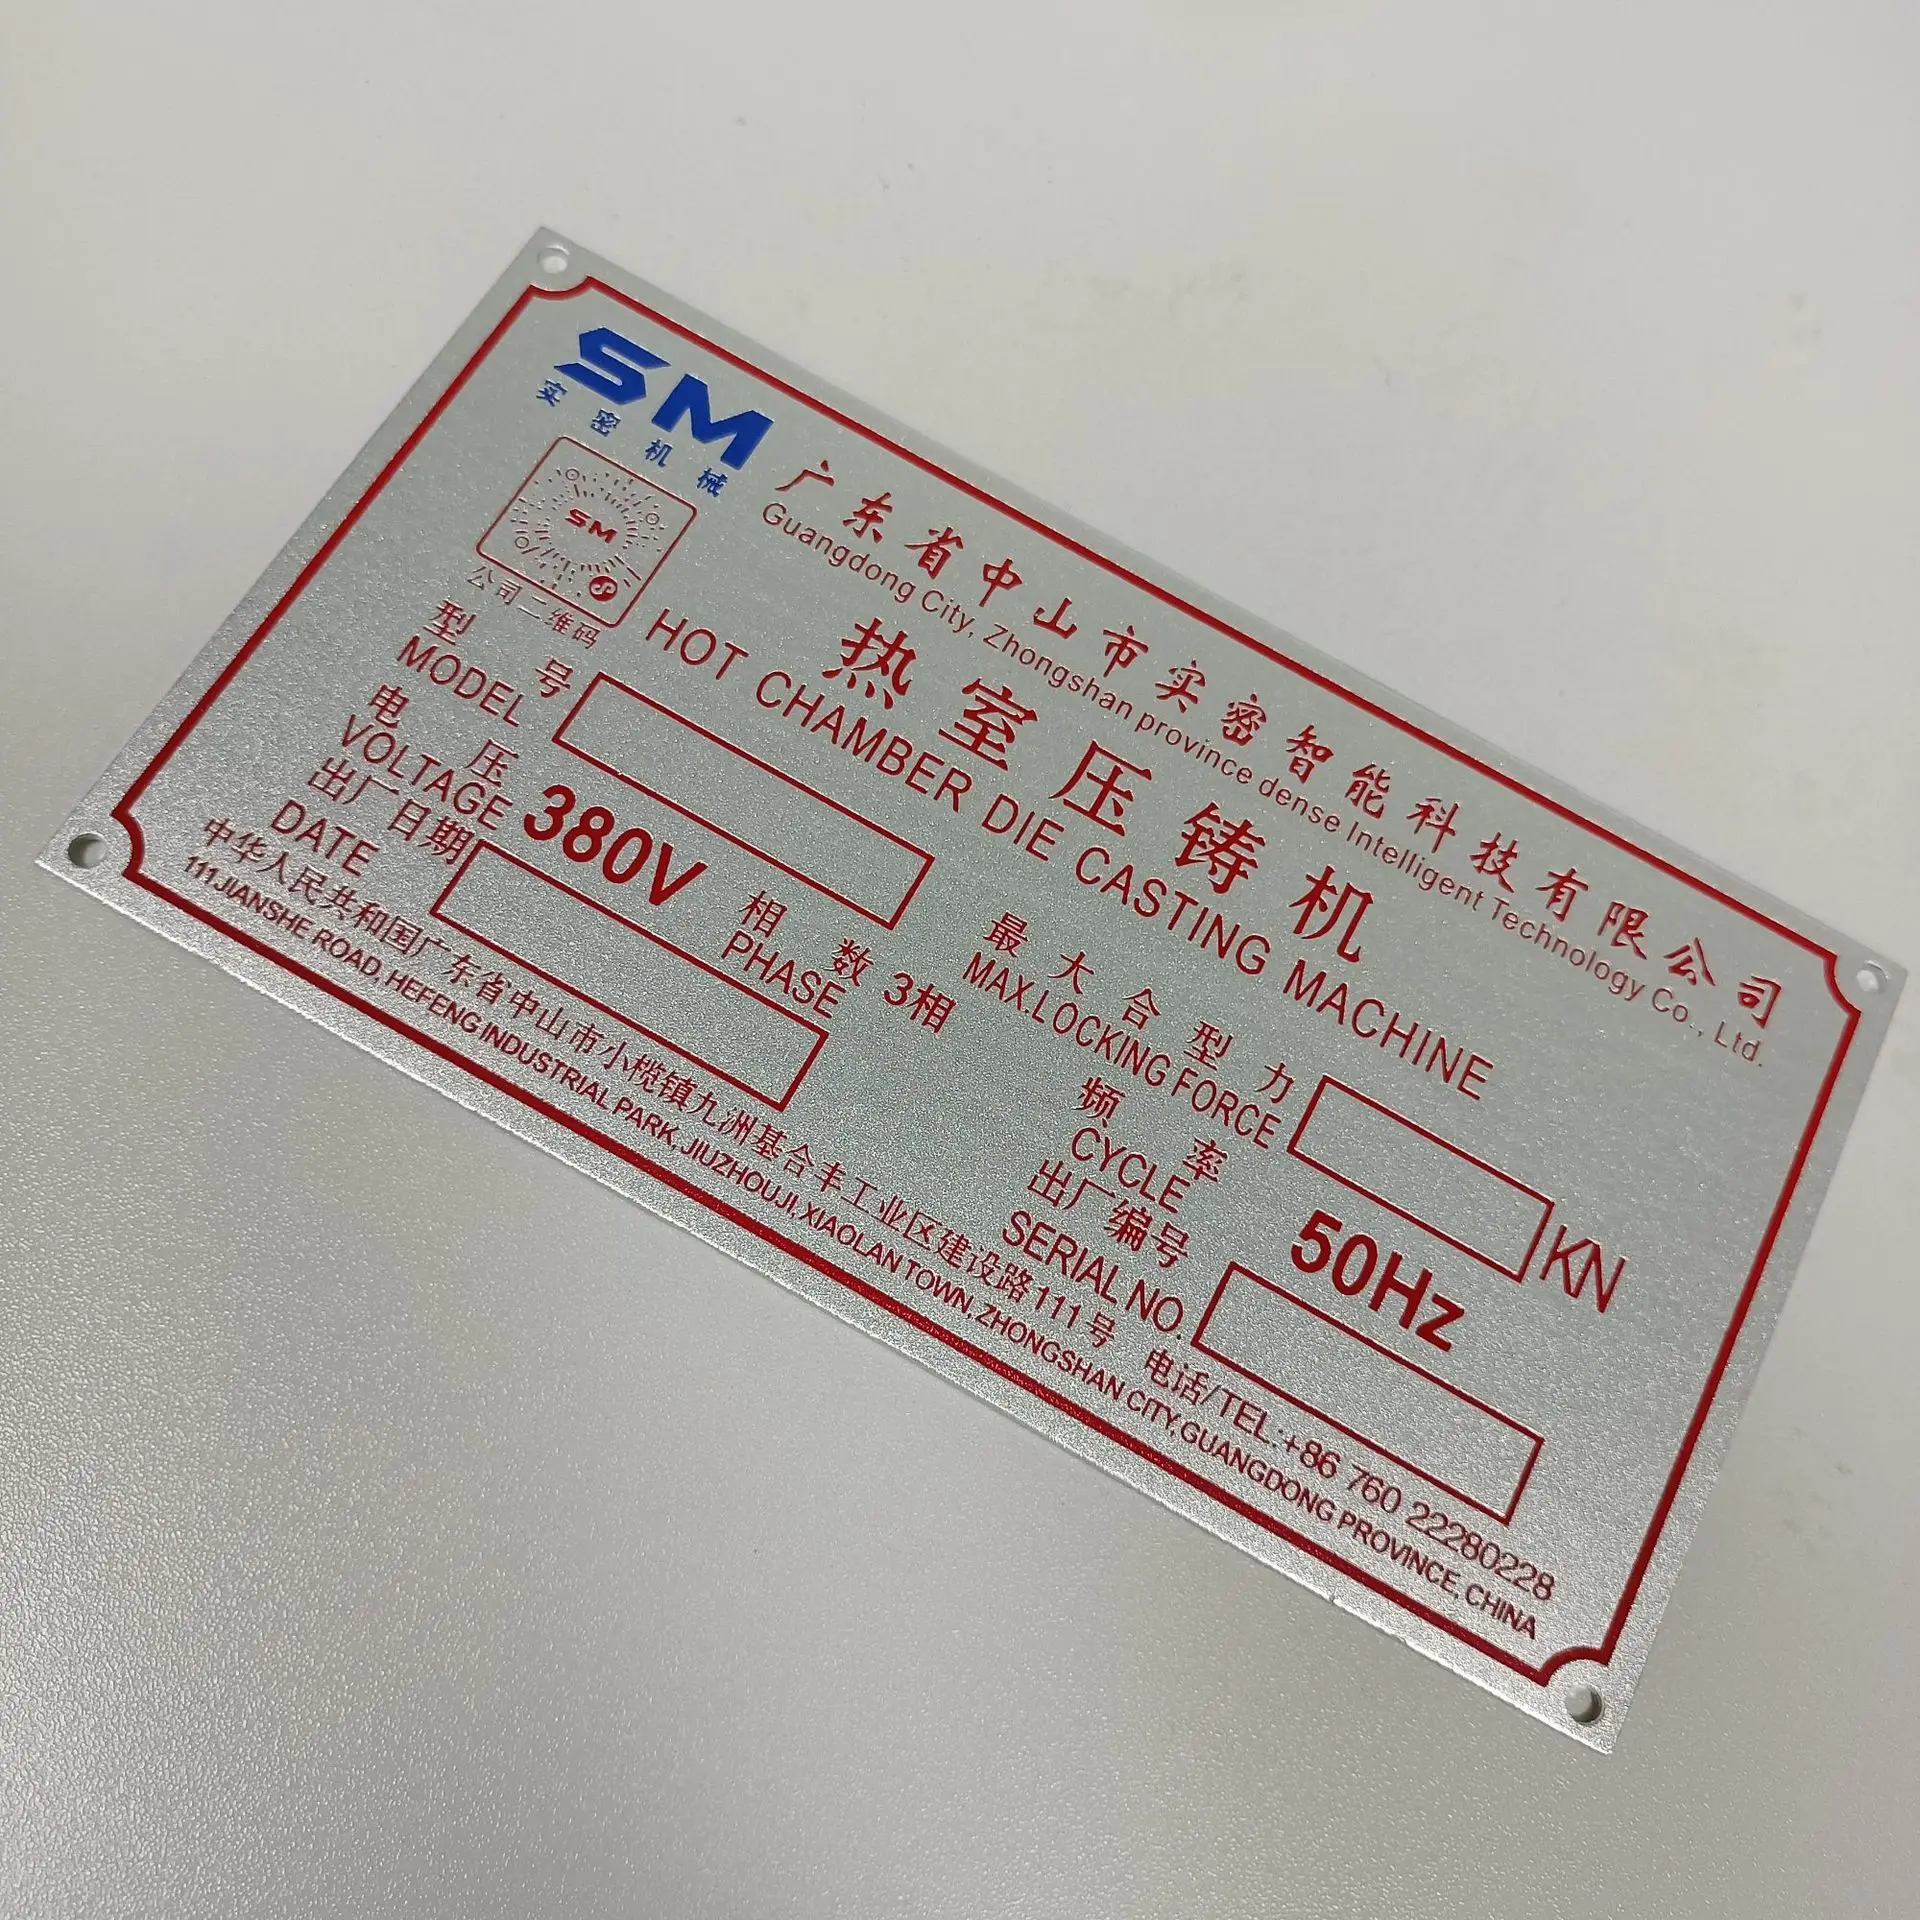 SM
实密机械
SM
公司二维码
广东省中山市实密智能科技有限公司
Guangdong City, Zhongshan province dense Intelligent Technology Co., Ltd.
热室压铸机
HOT CHAMBER DIE CASTING MACHINE
型号
MODEL
最大合型力
MAX.LOCKING FORCE
KN
电压
VOLTAGE
380V
相数
PHASE
3相
频率
CYCLE
50Hz
出厂日期
DATE
出厂编号
SERIAL NO.
中华人民共和国广东省中山市小榄镇九洲基合丰工业区建设路111号 电话/TEL.:+86 760 22280228
111JIANSHE ROAD, HEFENG INDUSTRIAL PARK, JIUZHOUJI, XIAOLAN TOWN, ZHONGSHAN CITY, GUANGDONG PROVINCE, CHINA